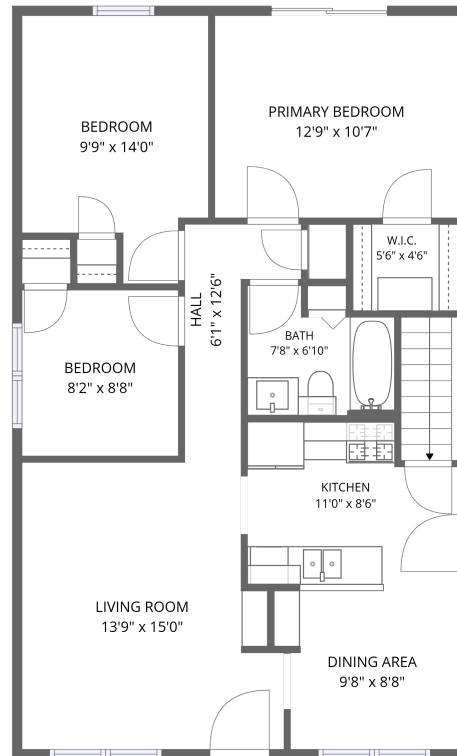 BEDROOM
9'9" x 14'0"
PRIMARY BEDROOM
12'9" x 10'7"
W.I.C.
5'6" x 4'6"
HALL
6'1" x 12'6"
BATH
7'8" x 6'10"
BEDROOM
8'2" x 8'8"
KITCHEN
11'0" x 8'6"
LIVING ROOM
13'9" x 15'0"
DINING AREA
9'8" x 8'8"